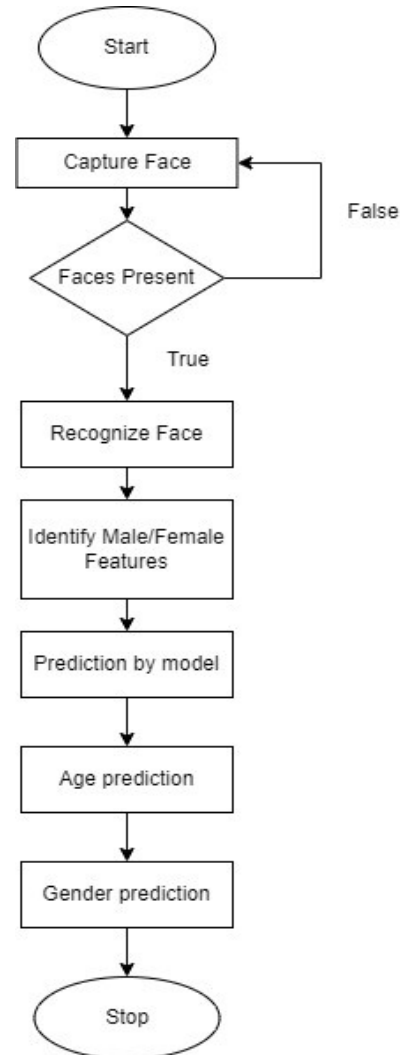 Start
Capture Face
False
Faces Present
True
Recognize Face
Identify Male/Female
Features
Prediction by model
Age prediction
Gender prediction
Stop